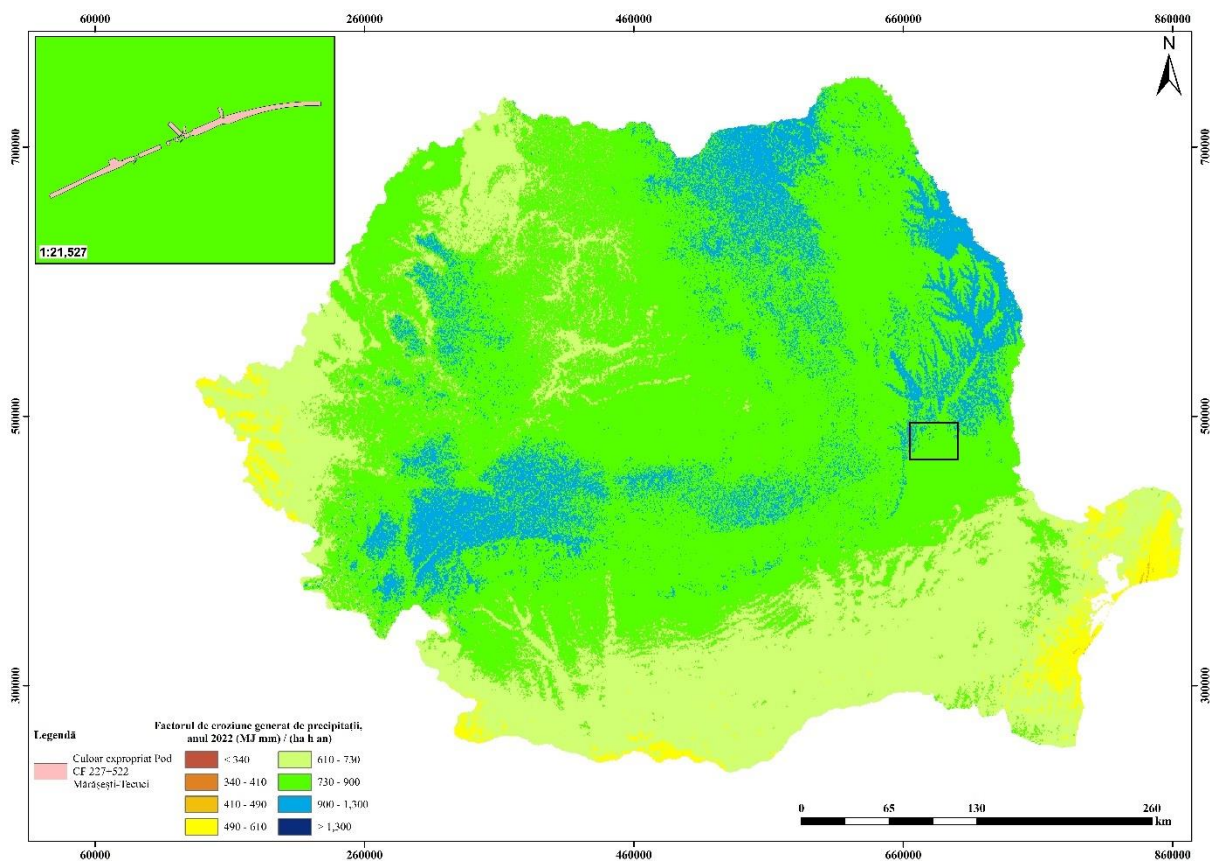 60000 260000 460000 660000 860000
N
700000 700000
1:21,527
500000 500000
300000 300000
Legendă
Culoar expropriat Pod
CF 227+522
Mărășești-Tecuci
Factorul de eroziune generat de precipitații,
anul 2022 (MJ mm) / (ha h an)
< 340
340 - 410
410 - 490
490 - 610
610 - 730
730 - 900
900 - 1,300
> 1,300
0 65 130 260
km
60000 260000 460000 660000 860000